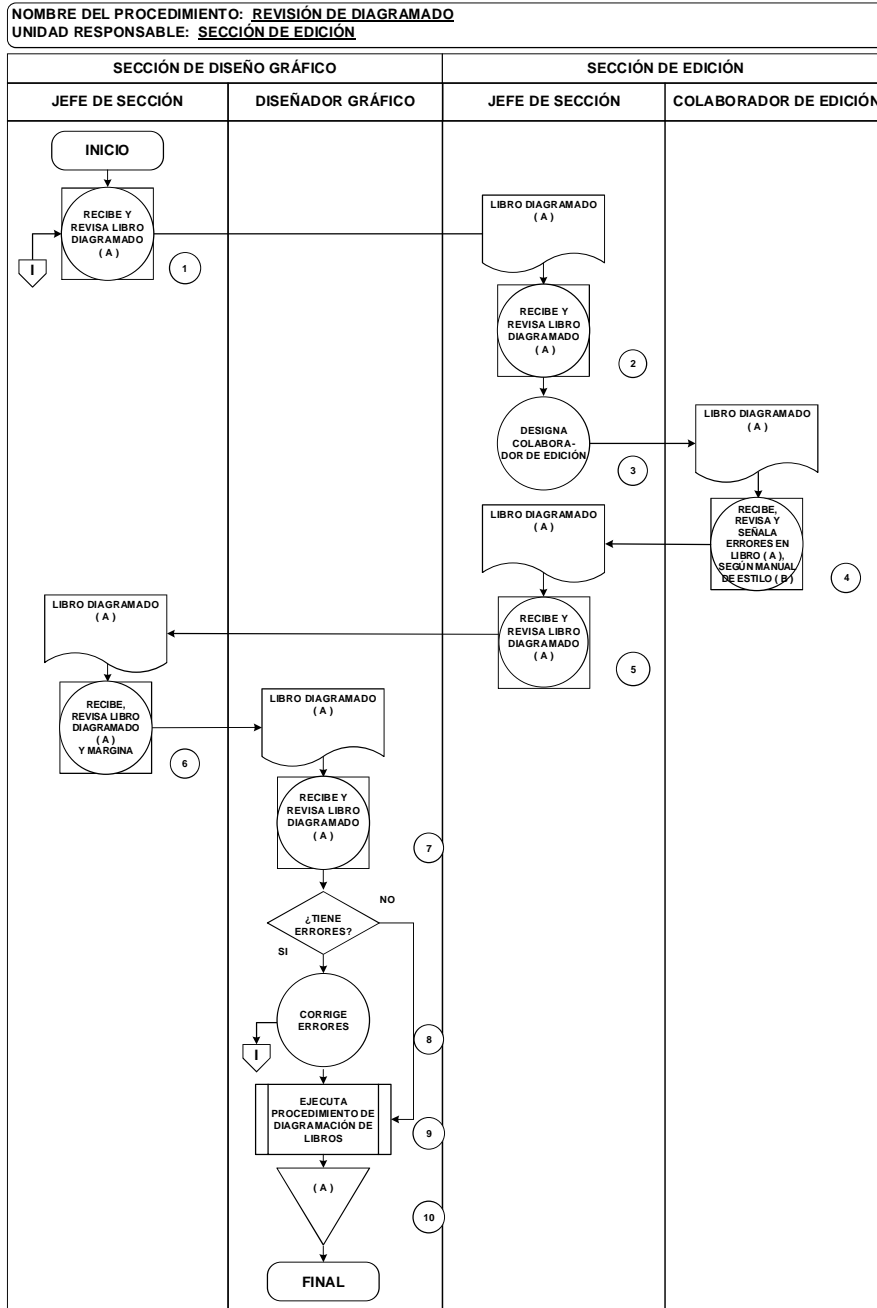 NOMBRE DEL PROCEDIMIENTO: REVISIÓN DE DIAGRAMADO
UNIDAD RESPONSABLE: SECCIÓN DE EDICIÓN
SECCIÓN DE DISEÑO GRÁFICO
SECCIÓN DE EDICIÓN
JEFE DE SECCIÓN
DISEÑADOR GRÁFICO
JEFE DE SECCIÓN
COLABORADOR DE EDICIÓN
INICIO
RECIBE Y
REVISA LIBRO
DIAGRAMADO
( A )
I
1
LIBRO DIAGRAMADO
( A )
RECIBE Y
REVISA LIBRO
DIAGRAMADO
( A )
2
DESIGNA
COLABORA-
DOR DE EDICIÓN
3
LIBRO DIAGRAMADO
( A )
RECIBE,
REVISA Y
SEÑALA
ERRORES EN
LIBRO ( A ),
SEGÚN MANUAL
DE ESTILO ( B )
4
LIBRO DIAGRAMADO
( A )
RECIBE Y
REVISA LIBRO
DIAGRAMADO
( A )
5
LIBRO DIAGRAMADO
( A )
RECIBE,
REVISA LIBRO
DIAGRAMADO
( A )
Y MARGINA
6
LIBRO DIAGRAMADO
( A )
RECIBE Y
REVISA LIBRO
DIAGRAMADO
( A )
7
¿TIENE
ERRORES?
NO
SI
CORRIGE
ERRORES
I
8
EJECUTA
PROCEDIMIENTO DE
DIAGRAMACIÓN DE
LIBROS
9
( A )
10
FINAL